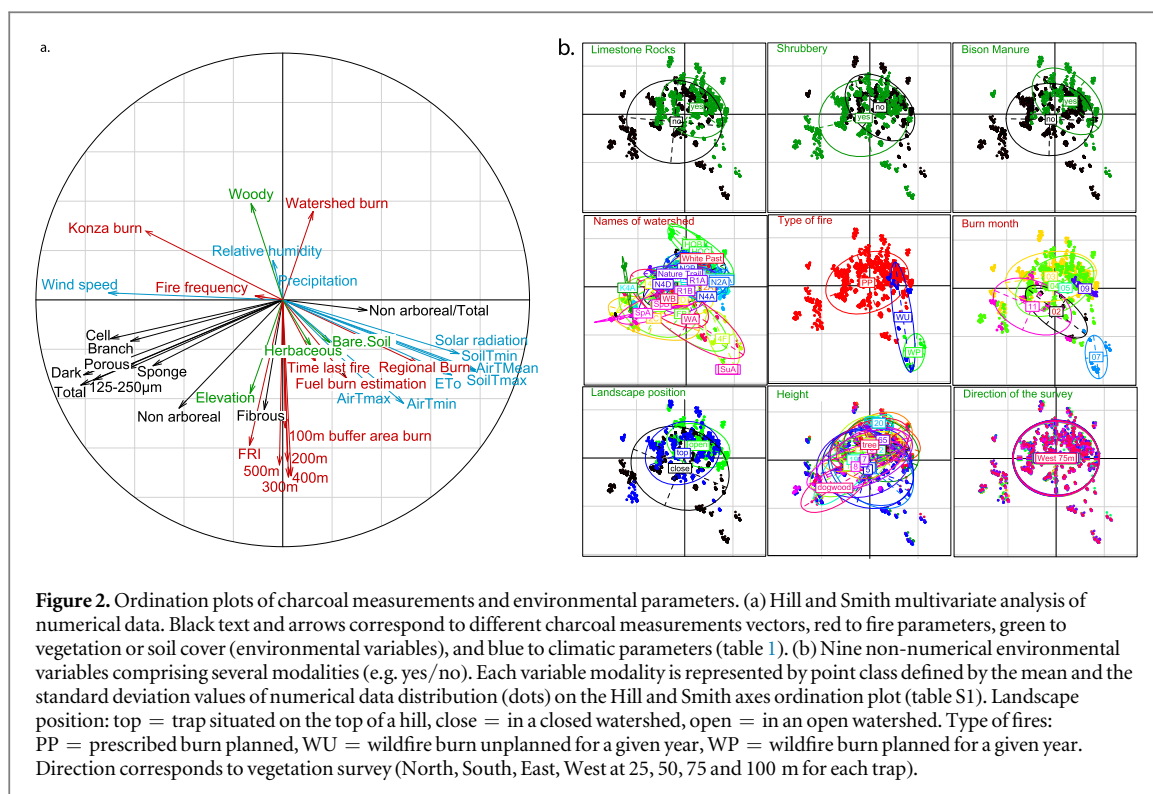 a.
Woody
Watershed burn
Konza burn
Relative humidity
Precipitation
Wind speed
Fire frequency
Non arboreal/Total
Cell
Branch
Porous
Sponge
Dark
125-250µm
Total
Herbaceous
Bare.Soil
Solar radiation
SoilTmin
Time last fire
Regional Burn
AirTMean
Fuel burn estimation
ETo
SoilTmax
Elevation
Non arboreal
Fibrous
AirTmax
AirTmin
100m buffer area burn
FRI
200m
500m
400m
300m
b.
Limestone Rocks
yes
no
Shrubbery
no
yes
Bison Manure
yes
no
Names of watershed
White Past
Nature Trail
K4A
N4D
R1A
N2A
R1B
N4A
WB
SpA
WA
SuA
Type of fire
PP
WU
WP
Burn month
05
09
11
02
07
Landscape position
open
top
close
Height
20
tree
7
8
dogwood
Direction of the survey
West 75m
Figure 2. Ordination plots of charcoal measurements and environmental parameters. (a) Hill and Smith multivariate analysis of
numerical data. Black text and arrows correspond to different charcoal measurements vectors, red to fire parameters, green to
vegetation or soil cover (environmental variables), and blue to climatic parameters (table 1). (b) Nine non-numerical environmental
variables comprising several modalities (e.g. yes/no). Each variable modality is represented by point class defined by the mean and the
standard deviation values of numerical data distribution (dots) on the Hill and Smith axes ordination plot (table S1). Landscape
position: top = trap situated on the top of a hill, close = in a closed watershed, open = in an open watershed. Type of fires:
PP = prescribed burn planned, WU = wildfire burn unplanned for a given year, WP = wildfire burn planned for a given year.
Direction corresponds to vegetation survey (North, South, East, West at 25, 50, 75 and 100 m for each trap).